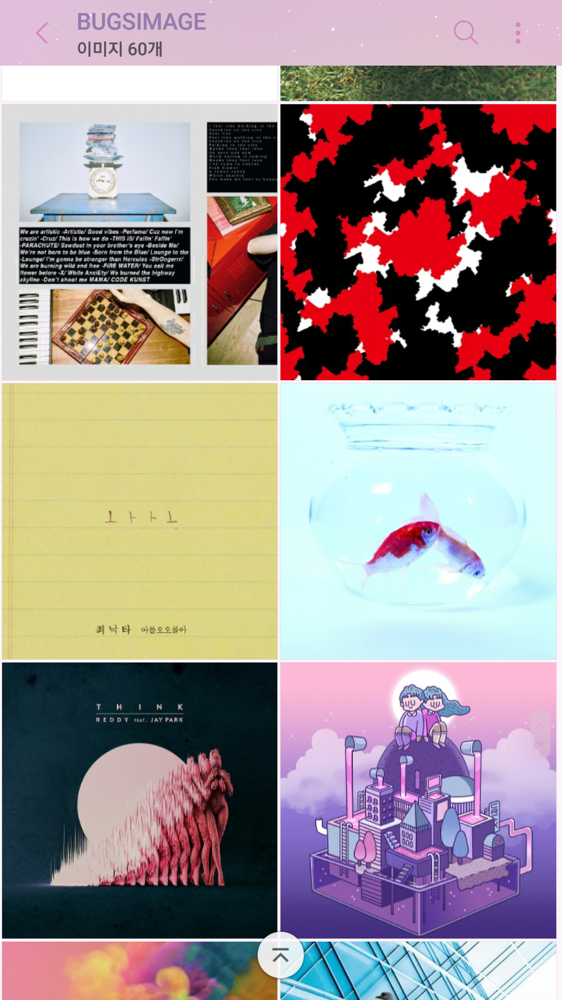 BUGSIMAGE
이미지 60개
I feel like walking in the
Sunshine on the city
Real life
Feel like walking in the
Sunshine on the city
Talking in the city
Maybe they feel love
Oh here and now
Warm spring is coming
Maybe they feel love
I've come to heaven
Pink flower
A lemon candy
White anxiety
You make me feel so happy
We are artistic -Artistic/ Good vibes -Perfume/ Cuz now I'm
cruzin' -Cruz/ This is how we do -THIS IS/ Fallin' Fallin'
-PARACHUTE/ Sawdust in your brother's eye -Beside Me/
We're not born to be blue -Born from the Blue/ Lounge to the
-Lounge/ I'm gonna be stronger than Hercules -StrOngerrr/
We are burning wild and free -FIRE WATER/ You call me
flower before -X/ White AnxiEty/ We burned the highway
skyline -Don't shoot me MAMA/ CODE KUNST
ㅗ ㅏ ㅏ ㅗ
최낙타 아를오오를아
THINK
REDDY FEAT. JAY PARK